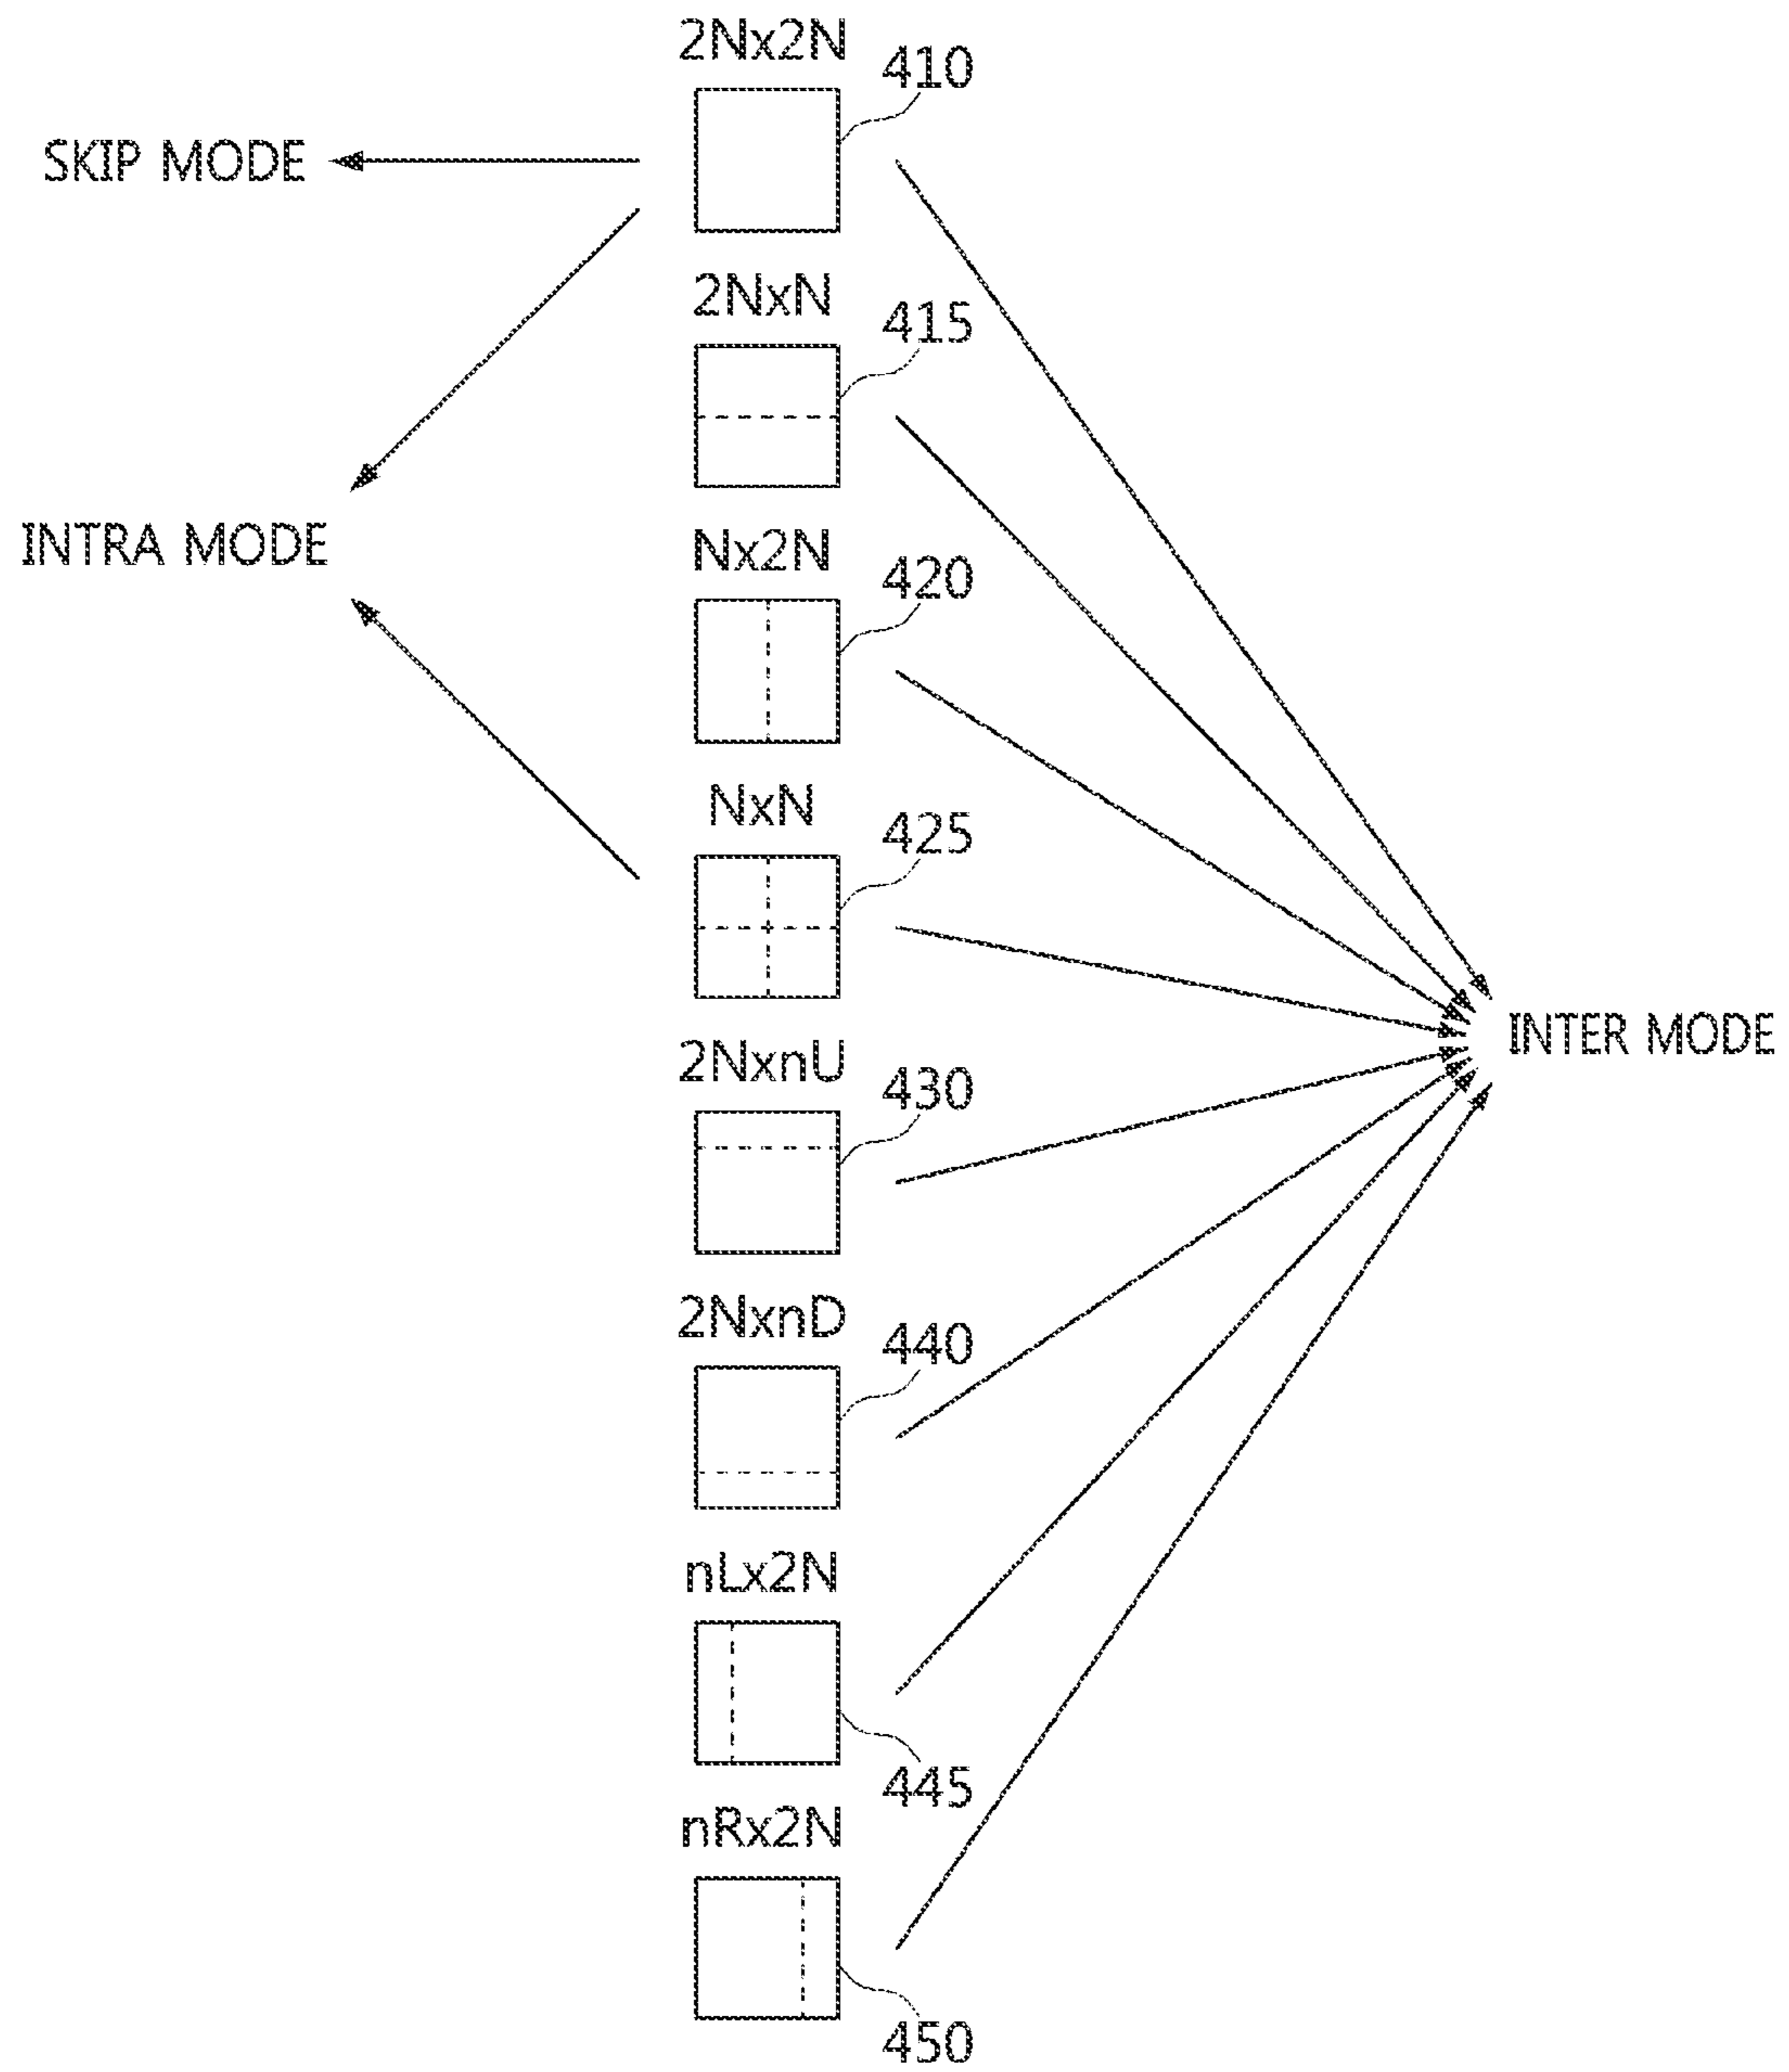 2Nx2N
410
SKIP MODE
2NxN
415
INTRA MODE
Nx2N
420
NxN
425
INTER MODE
2NxnU
430
2NxnD
440
nLx2N
445
nRx2N
450